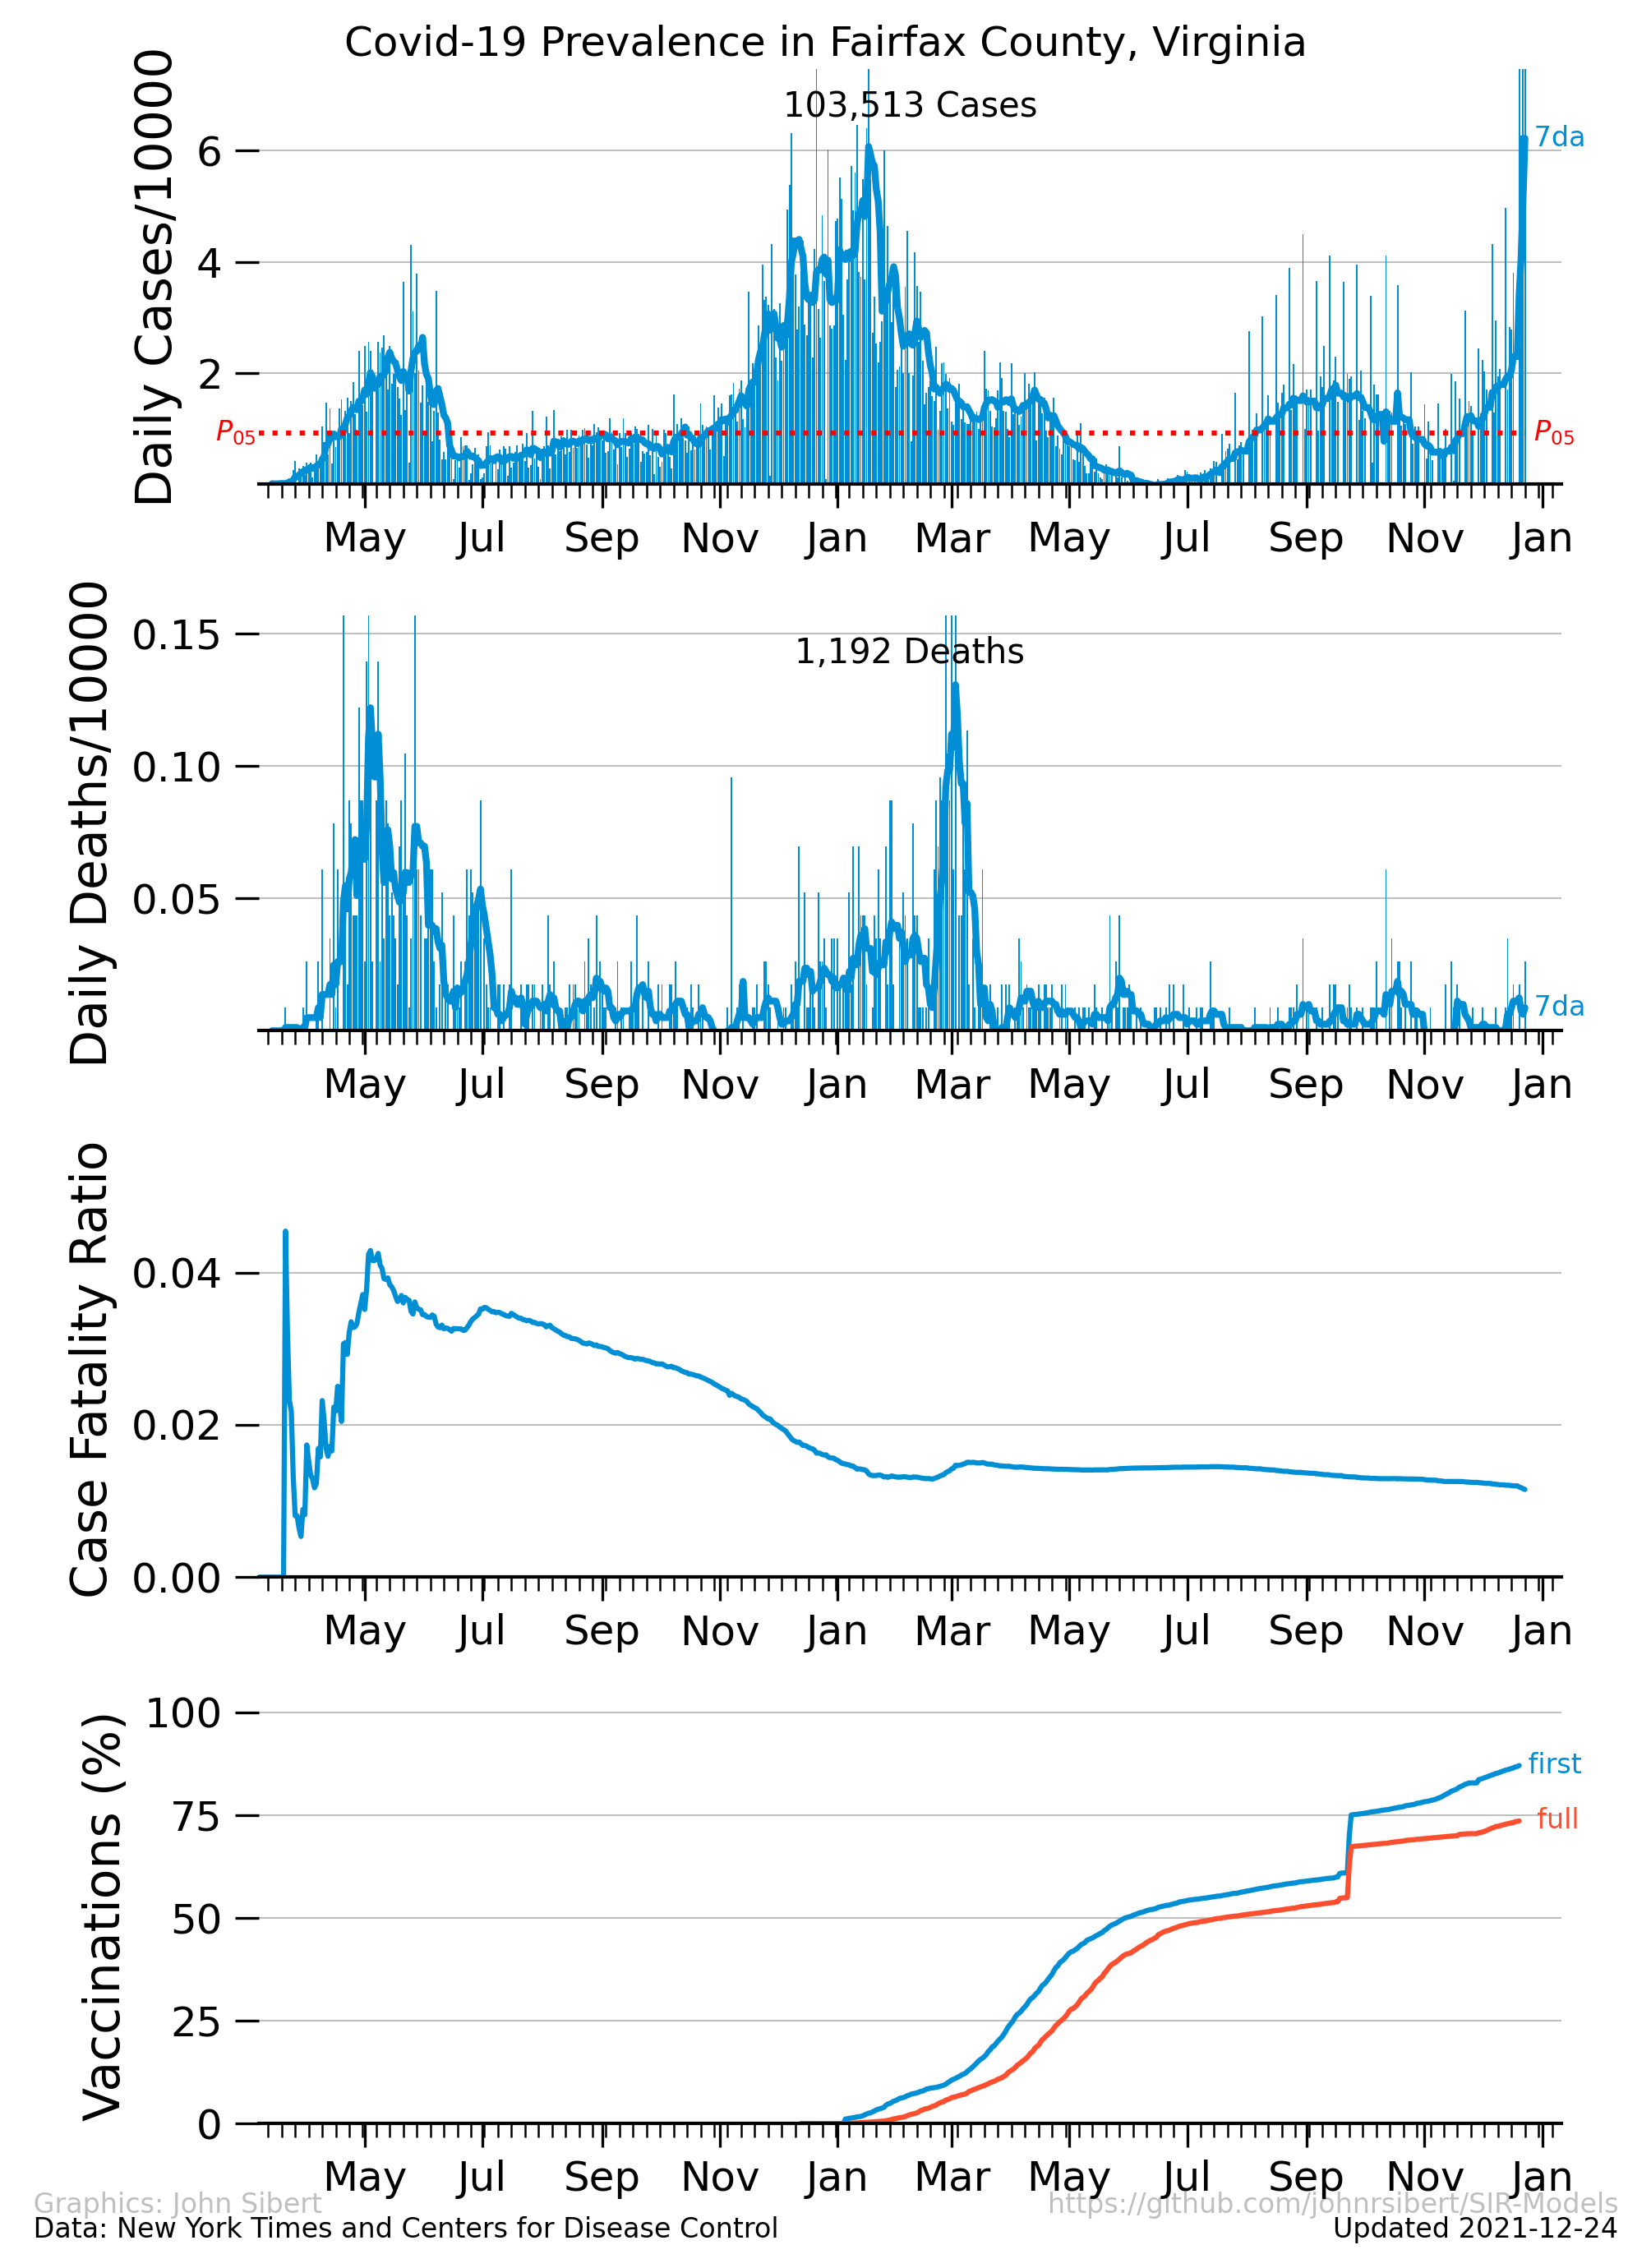 Covid-19 Prevalence in Fairfax County, Virginia
Daily Cases/10000
103,513 Cases
7da
6
4
2
P05
P05
May Jul Sep Nov Jan Mar May Jul Sep Nov Jan
Daily Deaths/10000
0.15
1,192 Deaths
0.10
0.05
7da
May Jul Sep Nov Jan Mar May Jul Sep Nov Jan
Case Fatality Ratio
0.04
0.02
0.00
May Jul Sep Nov Jan Mar May Jul Sep Nov Jan
Vaccinations (%)
100
first
75
full
50
25
0
May Jul Sep Nov Jan Mar May Jul Sep Nov Jan
Graphics: John Sibert https://github.com/johnrsibert/SIR-Models
Data: New York Times and Centers for Disease Control Updated 2021-12-24